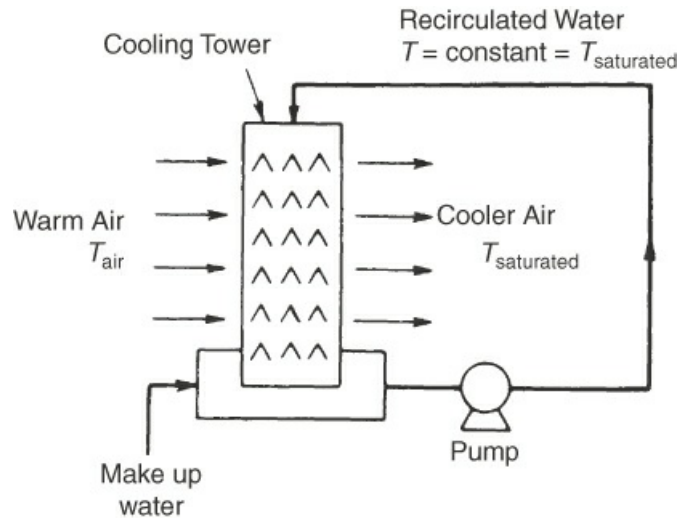 Recirculated Water
T = constant = Tsaturated
Cooling Tower
Warm Air
Tair
Cooler Air
Tsaturated
Pump
Make up
water